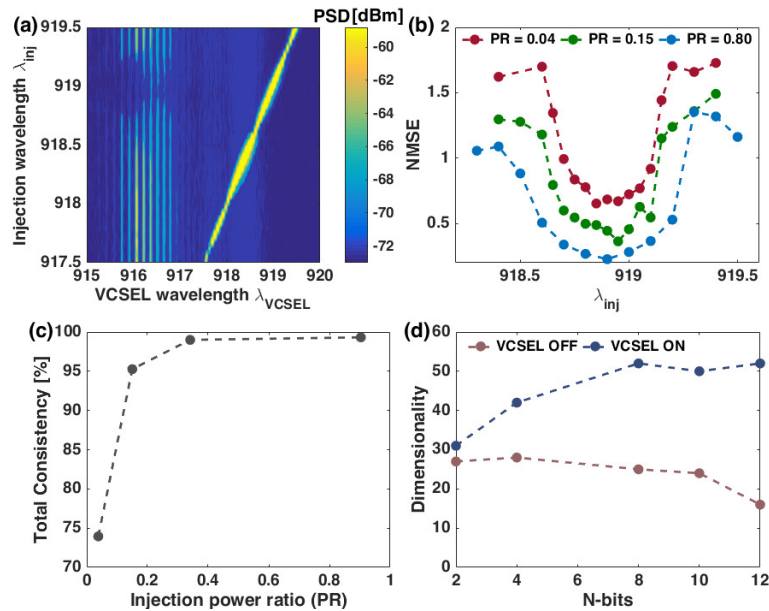 (a)
PSD[dBm]
919.5
919
918.5
918
917.5
Injection wavelength λinj
915 916 917 918 919 920
VCSEL wavelength λVCSEL
-60
-62
-64
-66
-68
-70
-72
(b)
PR = 0.04 PR = 0.15 PR = 0.80
2
1.5
1
0.5
NMSE
918.5 919 919.5
λinj
(c)
100
95
90
85
80
75
70
Total Consistency [%]
0 0.2 0.4 0.6 0.8 1
Injection power ratio (PR)
(d)
VCSEL OFF VCSEL ON
60
50
40
30
20
10
0
Dimensionality
2 4 6 8 10 12
N-bits